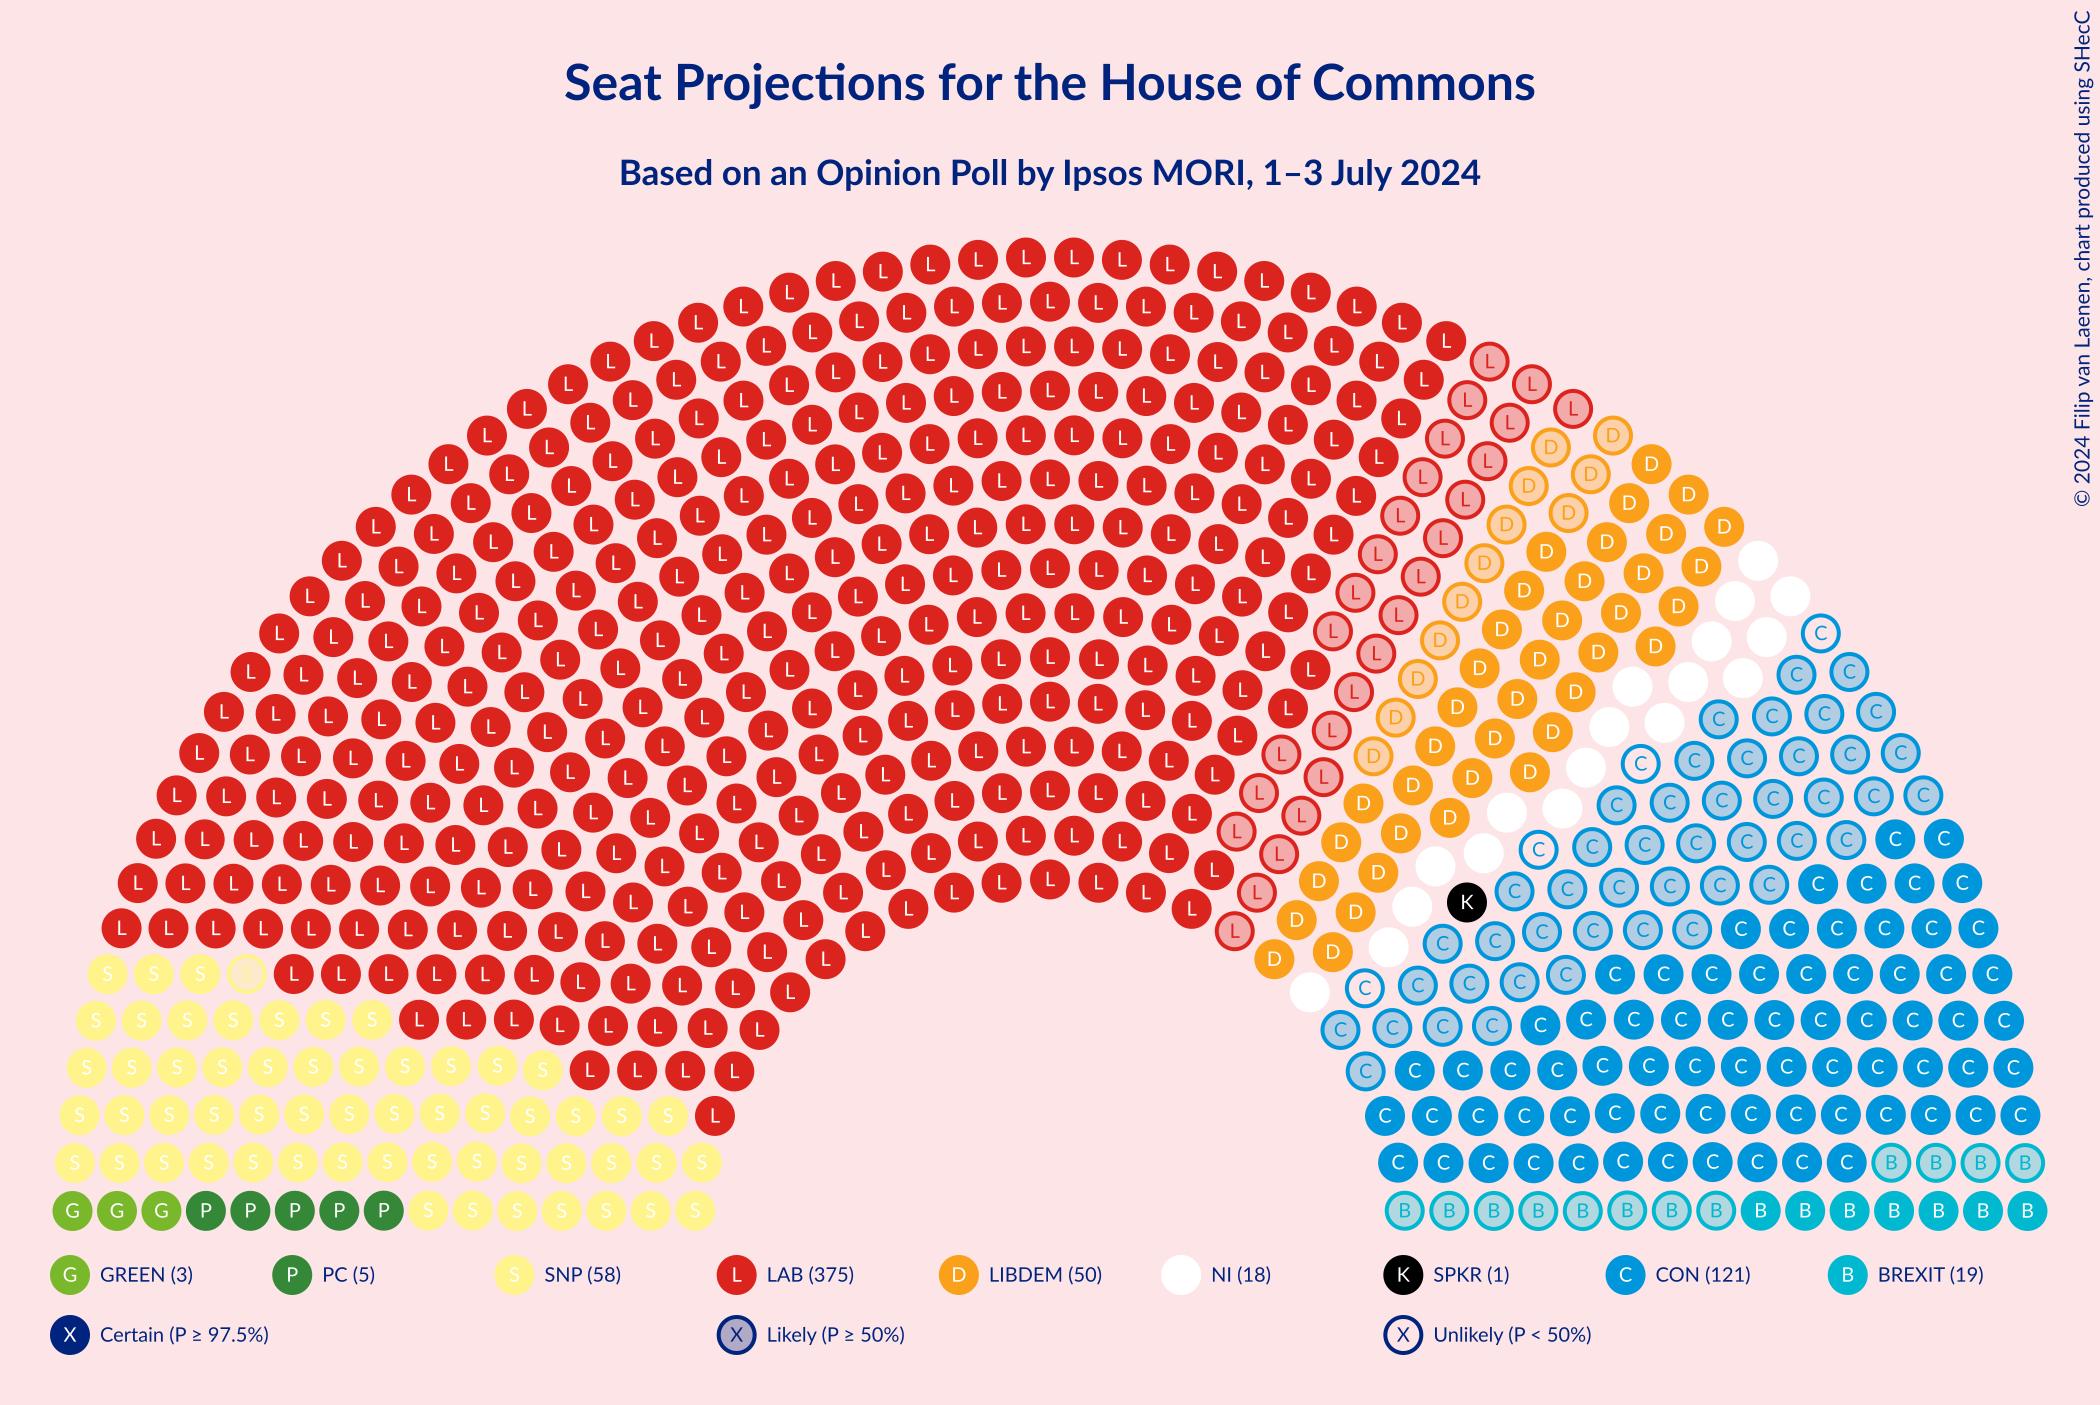 Seat Projections for the House of Commons
Based on an Opinion Poll by Ipsos MORI, 1–3 July 2024
© 2024 Filip van Laenen, chart produced using SHecC
G GREEN (3) P PC (5) S SNP (58) L LAB (375) D LIBDEM (50) NI (18) K SPKR (1) C CON (121) B BREXIT (19)
X Certain (P ≥ 97.5%) X Likely (P ≥ 50%) X Unlikely (P < 50%)